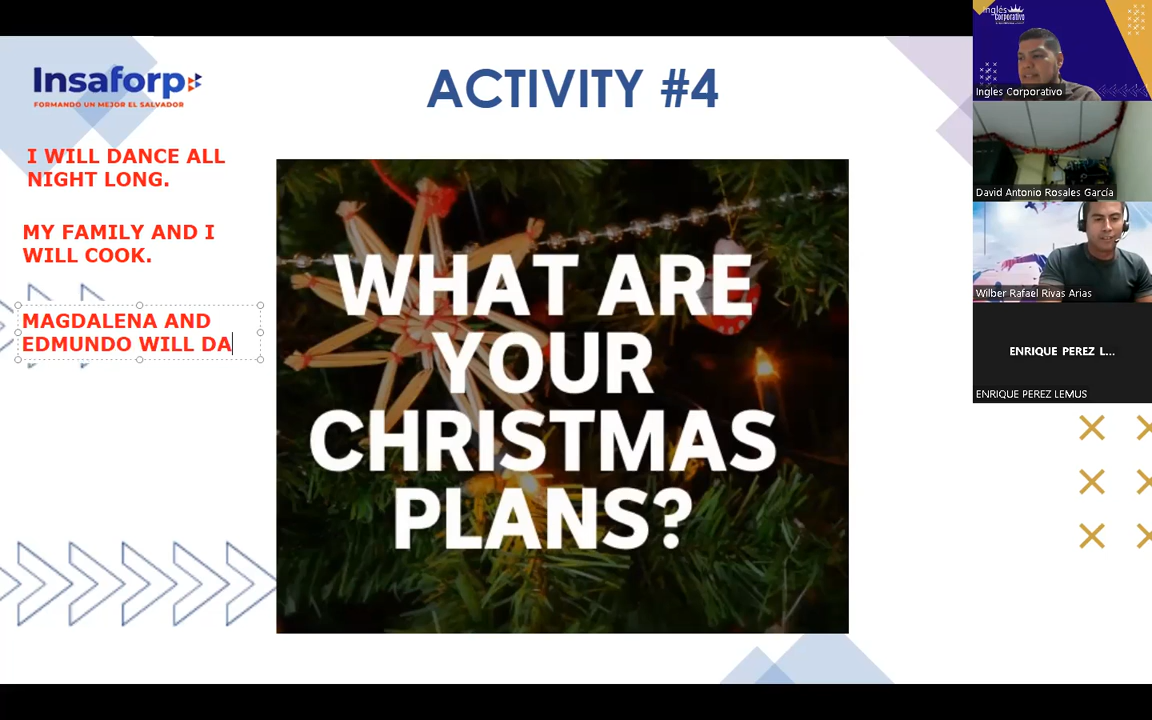 Insaforp
FORMANDO UN MEJOR EL SALVADOR
ACTIVITY #4
I WILL DANCE ALL
NIGHT LONG.
MY FAMILY AND I
WILL COOK.
MAGDALENA AND
EDMUNDO WILL DA
WHAT ARE
YOUR
CHRISTMAS
PLANS?
Inglés
Corporativo
Ingles Corporativo
David Antonio Rosales García
Wilber Rafael Rivas Arias
ENRIQUE PEREZ L...
ENRIQUE PEREZ LEMUS